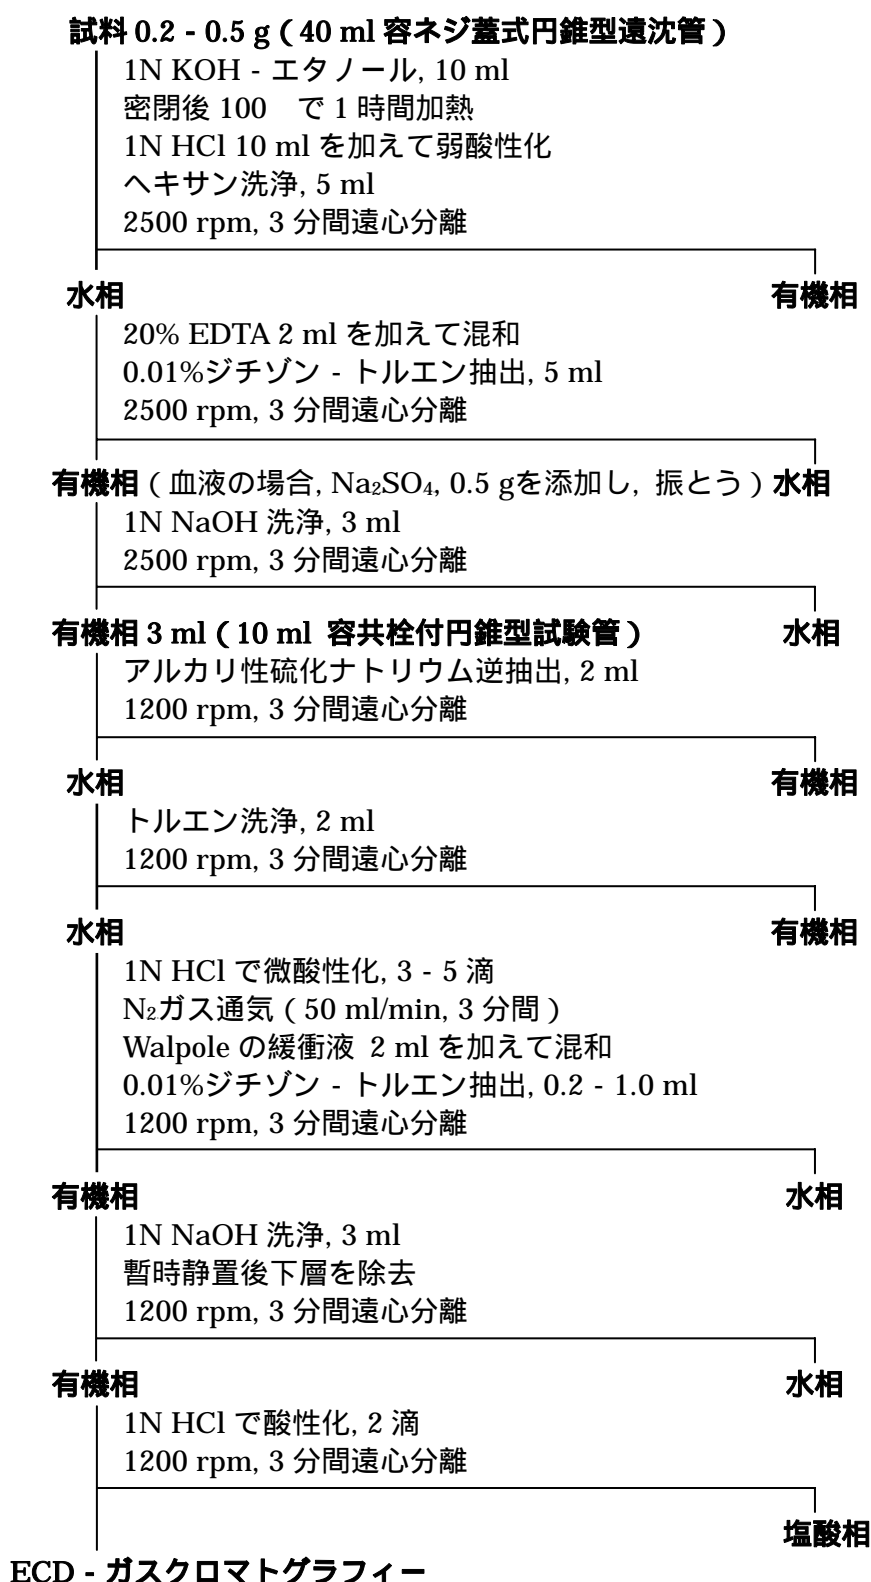 試料 0.2 - 0.5 g ( 40 ml 容ネジ蓋式円錐型遠沈管 )
1N KOH - エタノール, 10 ml
密閉後 100　で 1 時間加熱
1N HCl 10 ml を加えて弱酸性化
ヘキサン洗浄, 5 ml
2500 rpm, 3 分間遠心分離
水相 有機相
20% EDTA 2 ml を加えて混和
0.01%ジチゾン - トルエン抽出, 5 ml
2500 rpm, 3 分間遠心分離
有機相 ( 血液の場合, Na₂SO₄, 0.5 gを添加し, 振とう ) 水相
1N NaOH 洗浄, 3 ml
2500 rpm, 3 分間遠心分離
有機相 3 ml ( 10 ml 容共栓付円錐型試験管 ) 水相
アルカリ性硫化ナトリウム逆抽出, 2 ml
1200 rpm, 3 分間遠心分離
水相 有機相
トルエン洗浄, 2 ml
1200 rpm, 3 分間遠心分離
水相 有機相
1N HCl で微酸性化, 3 - 5 滴
N₂ガス通気 ( 50 ml/min, 3 分間 )
Walpole の緩衝液 2 ml を加えて混和
0.01%ジチゾン - トルエン抽出, 0.2 - 1.0 ml
1200 rpm, 3 分間遠心分離
有機相 水相
1N NaOH 洗浄, 3 ml
暫時静置後下層を除去
1200 rpm, 3 分間遠心分離
有機相 水相
1N HCl で酸性化, 2 滴
1200 rpm, 3 分間遠心分離
塩酸相
ECD - ガスクロマトグラフィー